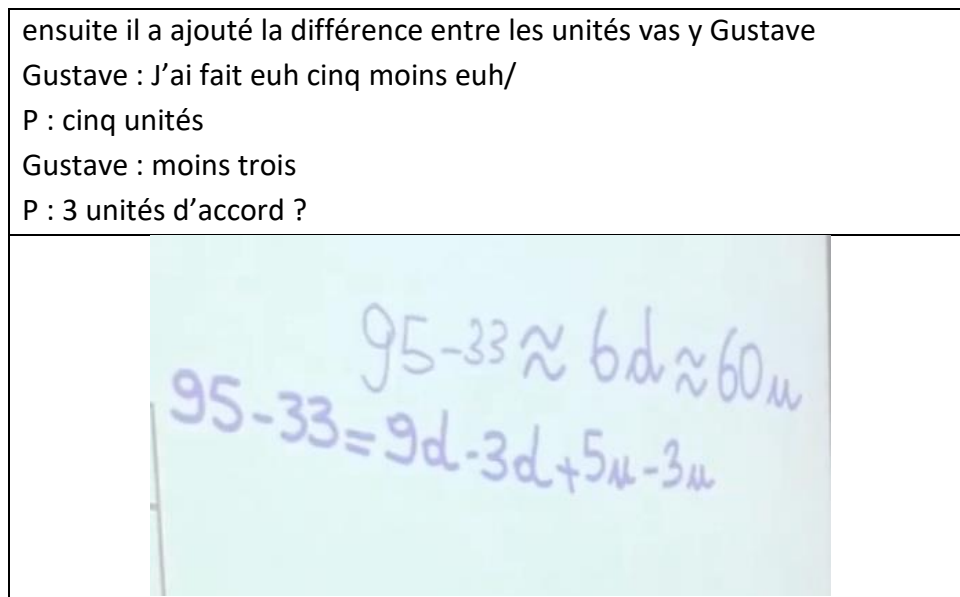 ensuite il a ajouté la différence entre les unités vas y Gustave
Gustave : J’ai fait euh cinq moins euh/
P : cinq unités
Gustave : moins trois
P : 3 unités d’accord ?
95-33≈6d≈60u
95-33=9d-3d+5u-3u